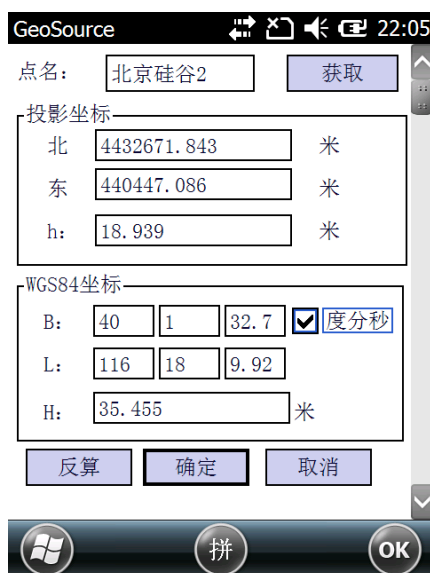 GeoSource 22:05
点名: 北京硅谷2 获取
投影坐标
北 4432671.843 米
东 440447.086 米
h: 18.939 米
WGS84坐标
B: 40 1 32.7 度分秒
L: 116 18 9.92
H: 35.455 米
反算 确定 取消
拼 OK